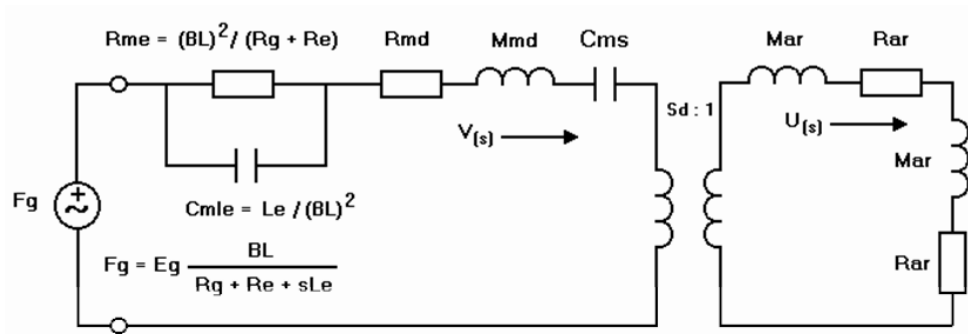 Rme = (BL)² / (Rg + Re)
Rmd
Mmd
Cms
Mar
Rar
Sd : 1
V(s)
U(s)
Mar
Cmle = Le / (BL)²
Fg
+
~
Fg = Eg BL
Rg + Re + sLe
Rar